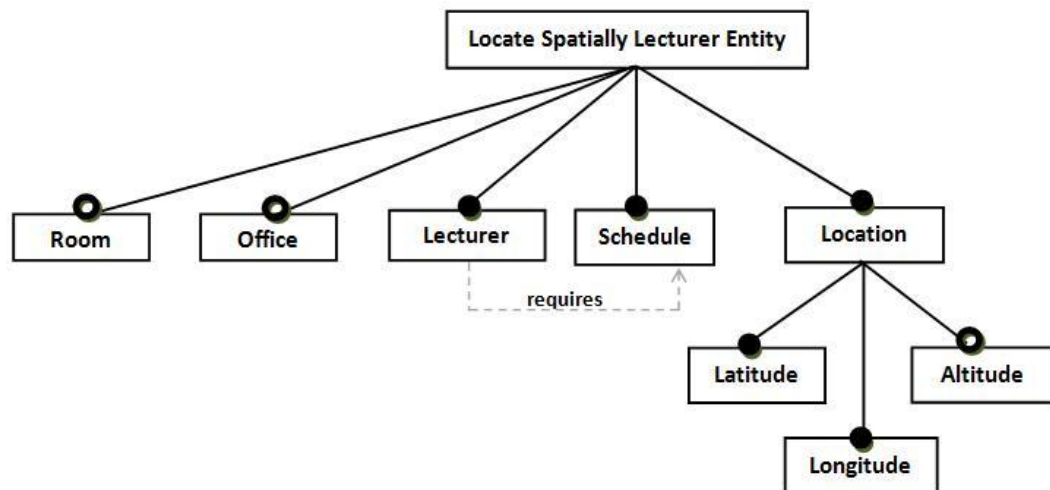 Locate Spatially Lecturer Entity
Room
Office
Lecturer
Schedule
Location
requires
Latitude
Altitude
Longitude